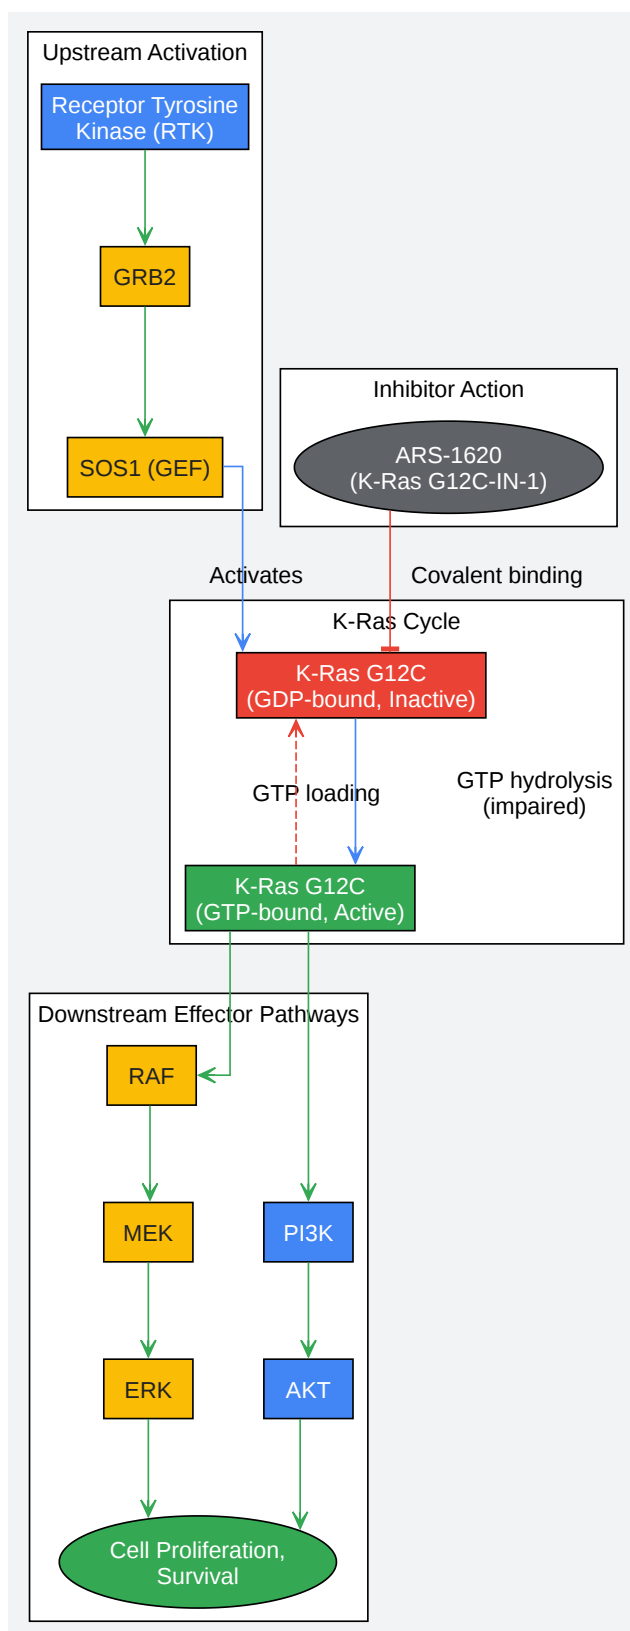 Upstream Activation
Receptor Tyrosine
Kinase (RTK)
GRB2
SOS1 (GEF)
Inhibitor Action
ARS-1620
(K-Ras G12C-IN-1)
Activates
Covalent binding
K-Ras Cycle
K-Ras G12C
(GDP-bound, Inactive)
GTP loading
GTP hydrolysis
(impaired)
K-Ras G12C
(GTP-bound, Active)
Downstream Effector Pathways
RAF
MEK
PI3K
ERK
AKT
Cell Proliferation,
Survival